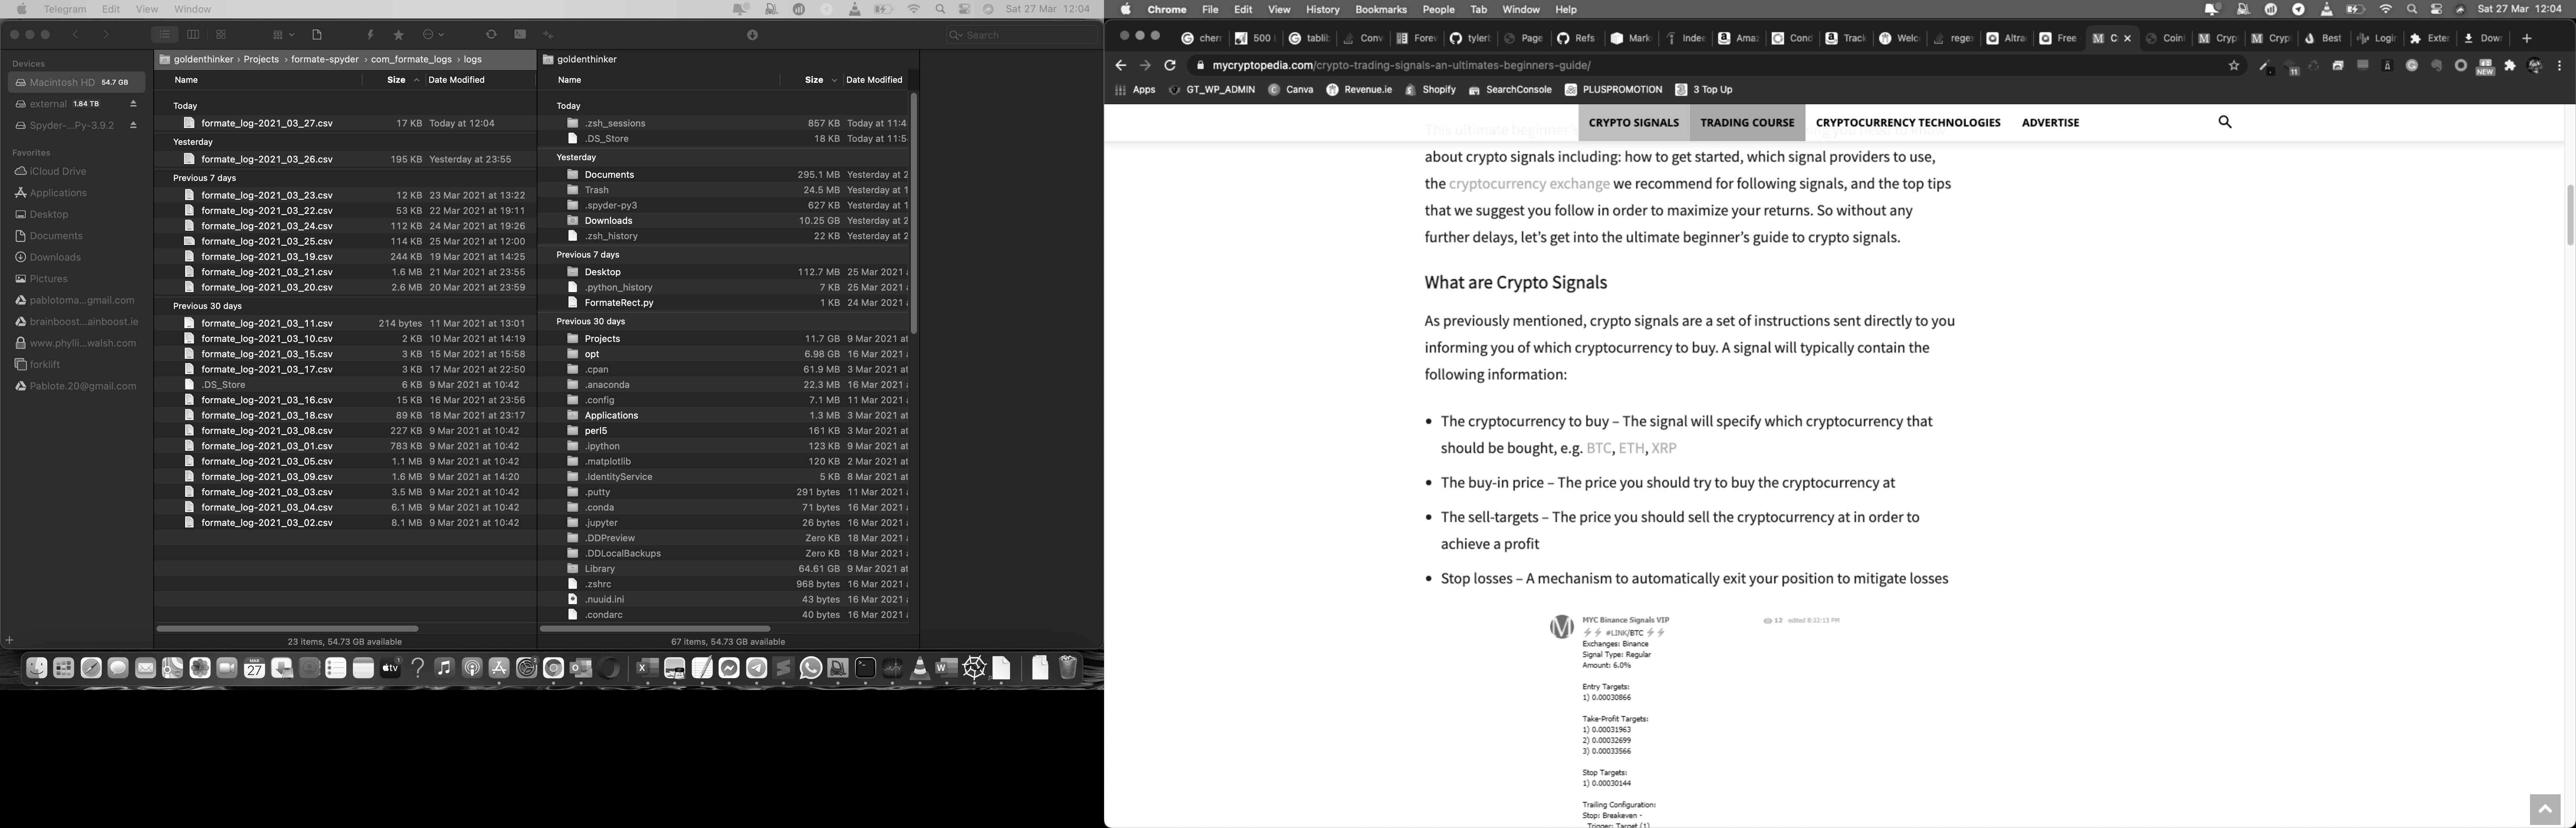 Telegram Edit View Window Sat 27 Mar 12:04
Search
Devices
Macintosh HD 54.7 GB
external 1.84 TB
Spyder-...Py-3.9.2
Favorites
iCloud Drive
Applications
Desktop
Documents
Downloads
Pictures
pablotoma...gmail.com
brainboost...ainboost.ie
www.phylli...walsh.com
forklift
Pablote.20@gmail.com
goldenthinker › Projects › formate-spyder › com_formate_logs › logs
Name Size Date Modified
Today
formate_log-2021_03_27.csv 17 KB Today at 12:04
Yesterday
formate_log-2021_03_26.csv 195 KB Yesterday at 23:55
Previous 7 days
formate_log-2021_03_23.csv 12 KB 23 Mar 2021 at 13:22
formate_log-2021_03_22.csv 53 KB 22 Mar 2021 at 19:11
formate_log-2021_03_24.csv 112 KB 24 Mar 2021 at 19:26
formate_log-2021_03_25.csv 114 KB 25 Mar 2021 at 12:00
formate_log-2021_03_19.csv 244 KB 19 Mar 2021 at 14:25
formate_log-2021_03_21.csv 1.6 MB 21 Mar 2021 at 23:55
formate_log-2021_03_20.csv 2.6 MB 20 Mar 2021 at 23:59
Previous 30 days
formate_log-2021_03_11.csv 214 bytes 11 Mar 2021 at 13:01
formate_log-2021_03_10.csv 2 KB 10 Mar 2021 at 14:19
formate_log-2021_03_15.csv 3 KB 15 Mar 2021 at 15:58
formate_log-2021_03_17.csv 3 KB 17 Mar 2021 at 22:50
.DS_Store 6 KB 9 Mar 2021 at 10:42
formate_log-2021_03_16.csv 15 KB 16 Mar 2021 at 23:56
formate_log-2021_03_18.csv 89 KB 18 Mar 2021 at 23:17
formate_log-2021_03_08.csv 227 KB 9 Mar 2021 at 10:42
formate_log-2021_03_01.csv 783 KB 9 Mar 2021 at 10:42
formate_log-2021_03_05.csv 1.1 MB 9 Mar 2021 at 10:42
formate_log-2021_03_09.csv 1.6 MB 9 Mar 2021 at 14:20
formate_log-2021_03_03.csv 3.5 MB 9 Mar 2021 at 10:42
formate_log-2021_03_04.csv 6.1 MB 9 Mar 2021 at 10:42
formate_log-2021_03_02.csv 8.1 MB 9 Mar 2021 at 10:42
23 items, 54.73 GB available
goldenthinker
Name Size Date Modified
Today
.zsh_sessions 857 KB Today at 11:4
.DS_Store 18 KB Today at 11:5
Yesterday
Documents 295.1 MB Yesterday at 2
Trash 24.5 MB Yesterday at 1
.spyder-py3 627 KB Yesterday at 1
Downloads 10.25 GB Yesterday at 2
.zsh_history 22 KB Yesterday at 2
Previous 7 days
Desktop 112.7 MB 25 Mar 2021
.python_history 7 KB 25 Mar 2021
FormateRect.py 1 KB 24 Mar 2021
Previous 30 days
Projects 11.7 GB 9 Mar 2021 at
opt 6.98 GB 16 Mar 2021
.cpan 61.9 MB 3 Mar 2021 at
.anaconda 22.3 MB 16 Mar 2021
.config 7.1 MB 11 Mar 2021
Applications 1.3 MB 3 Mar 2021 at
perl5 161 KB 3 Mar 2021 at
.ipython 123 KB 9 Mar 2021 at
.matplotlib 120 KB 2 Mar 2021 at
.IdentityService 5 KB 8 Mar 2021 at
.putty 291 bytes 11 Mar 2021
.conda 71 bytes 16 Mar 2021
.jupyter 26 bytes 16 Mar 2021
.DDPreview Zero KB 18 Mar 2021
.DDLocalBackups Zero KB 18 Mar 2021
Library 64.61 GB 9 Mar 2021 at
.zshrc 968 bytes 16 Mar 2021
.nuuid.ini 43 bytes 16 Mar 2021
.condarc 40 bytes 16 Mar 2021
67 items, 54.73 GB available
MAR 27 tv
Chrome File Edit View History Bookmarks People Tab Window Help Sat 27 Mar 12:04
cherr 500 tablib Conv Forev tylert Page Refs Mark Indee Amaz Cond Track Welc regex Altra Free C Coin Cryp Cryp Best Login Exter Down
mycryptopedia.com/crypto-trading-signals-an-ultimates-beginners-guide/ 11 NEW
Apps GT_WP_ADMIN Canva Revenue.ie Shopify SearchConsole PLUSPROMOTION 3 Top Up
CRYPTO SIGNALS TRADING COURSE CRYPTOCURRENCY TECHNOLOGIES ADVERTISE
This ultimate beginner's you need to know
about crypto signals including: how to get started, which signal providers to use,
the cryptocurrency exchange we recommend for following signals, and the top tips
that we suggest you follow in order to maximize your returns. So without any
further delays, let's get into the ultimate beginner's guide to crypto signals.
What are Crypto Signals
As previously mentioned, crypto signals are a set of instructions sent directly to you
informing you of which cryptocurrency to buy. A signal will typically contain the
following information:
• The cryptocurrency to buy – The signal will specify which cryptocurrency that
should be bought, e.g. BTC, ETH, XRP
• The buy-in price – The price you should try to buy the cryptocurrency at
• The sell-targets – The price you should sell the cryptocurrency at in order to
achieve a profit
• Stop losses – A mechanism to automatically exit your position to mitigate losses
MYC Binance Signals VIP 12 edited 8:22:13 PM
⚡⚡ #LINK/BTC ⚡⚡
Exchanges: Binance
Signal Type: Regular
Amount: 6.0%
Entry Targets:
1) 0.00030866
Take-Profit Targets:
1) 0.00031963
2) 0.00032699
3) 0.00033566
Stop Targets:
1) 0.00030144
Trailing Configuration:
Stop: Breakeven -
Trigger: Target (1)